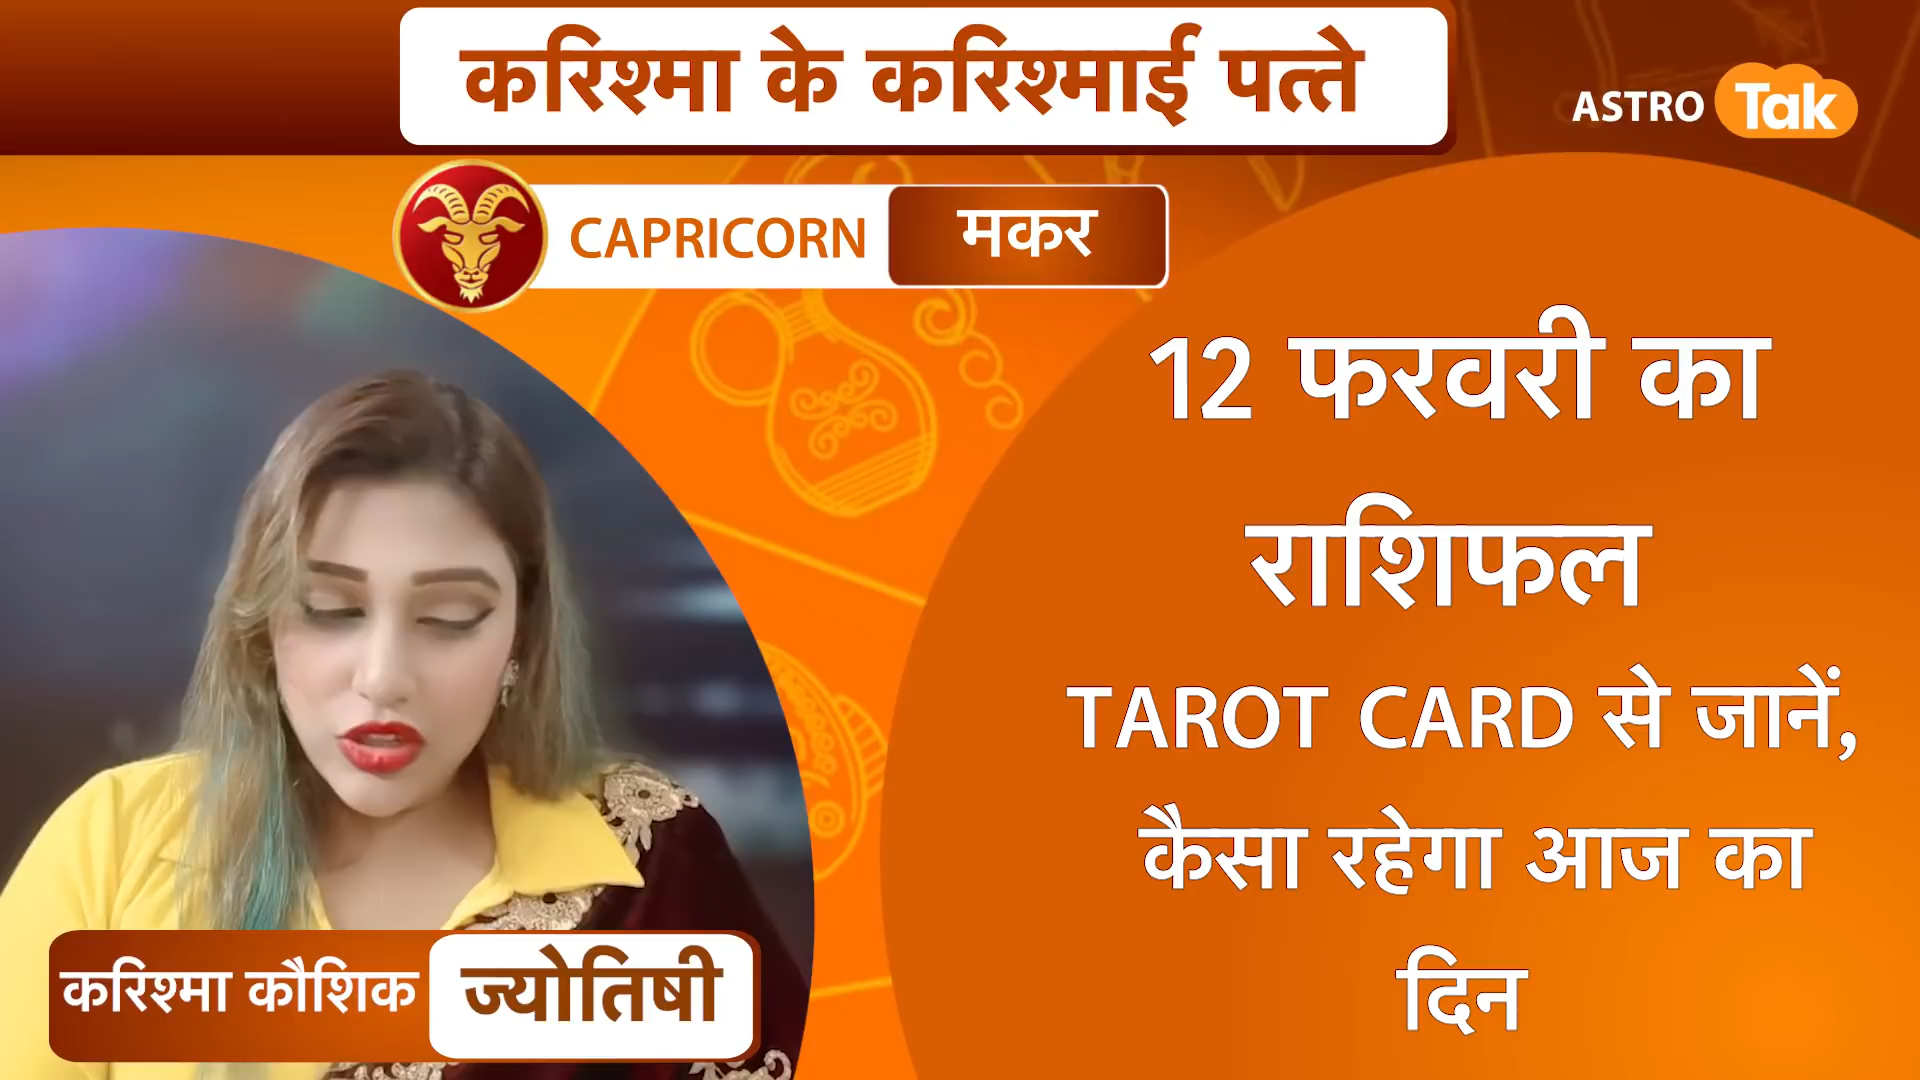 करिश्मा के करिश्माई पत्ते
ASTRO Tak
CAPRICORN मकर
12 फरवरी का
राशिफल
TAROT CARD से जानें,
कैसा रहेगा आज का
दिन
करिश्मा कौशिक ज्योतिषी